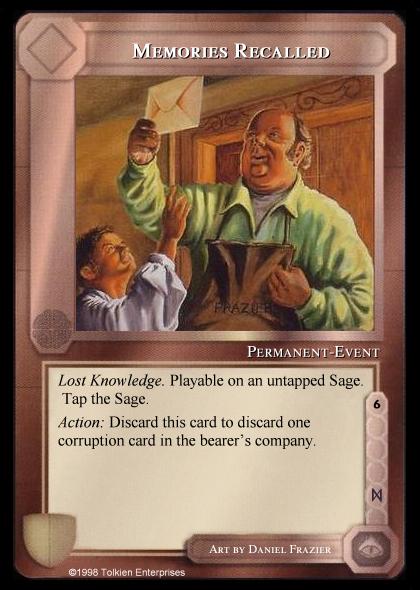 MEMORIES RECALLED
FRAZIER
PERMANENT-EVENT
Lost Knowledge. Playable on an untapped Sage.
Tap the Sage.
Action: Discard this card to discard one
corruption card in the bearer's company.
6
ART BY DANIEL FRAZIER
©1998 Tolkien Enterprises